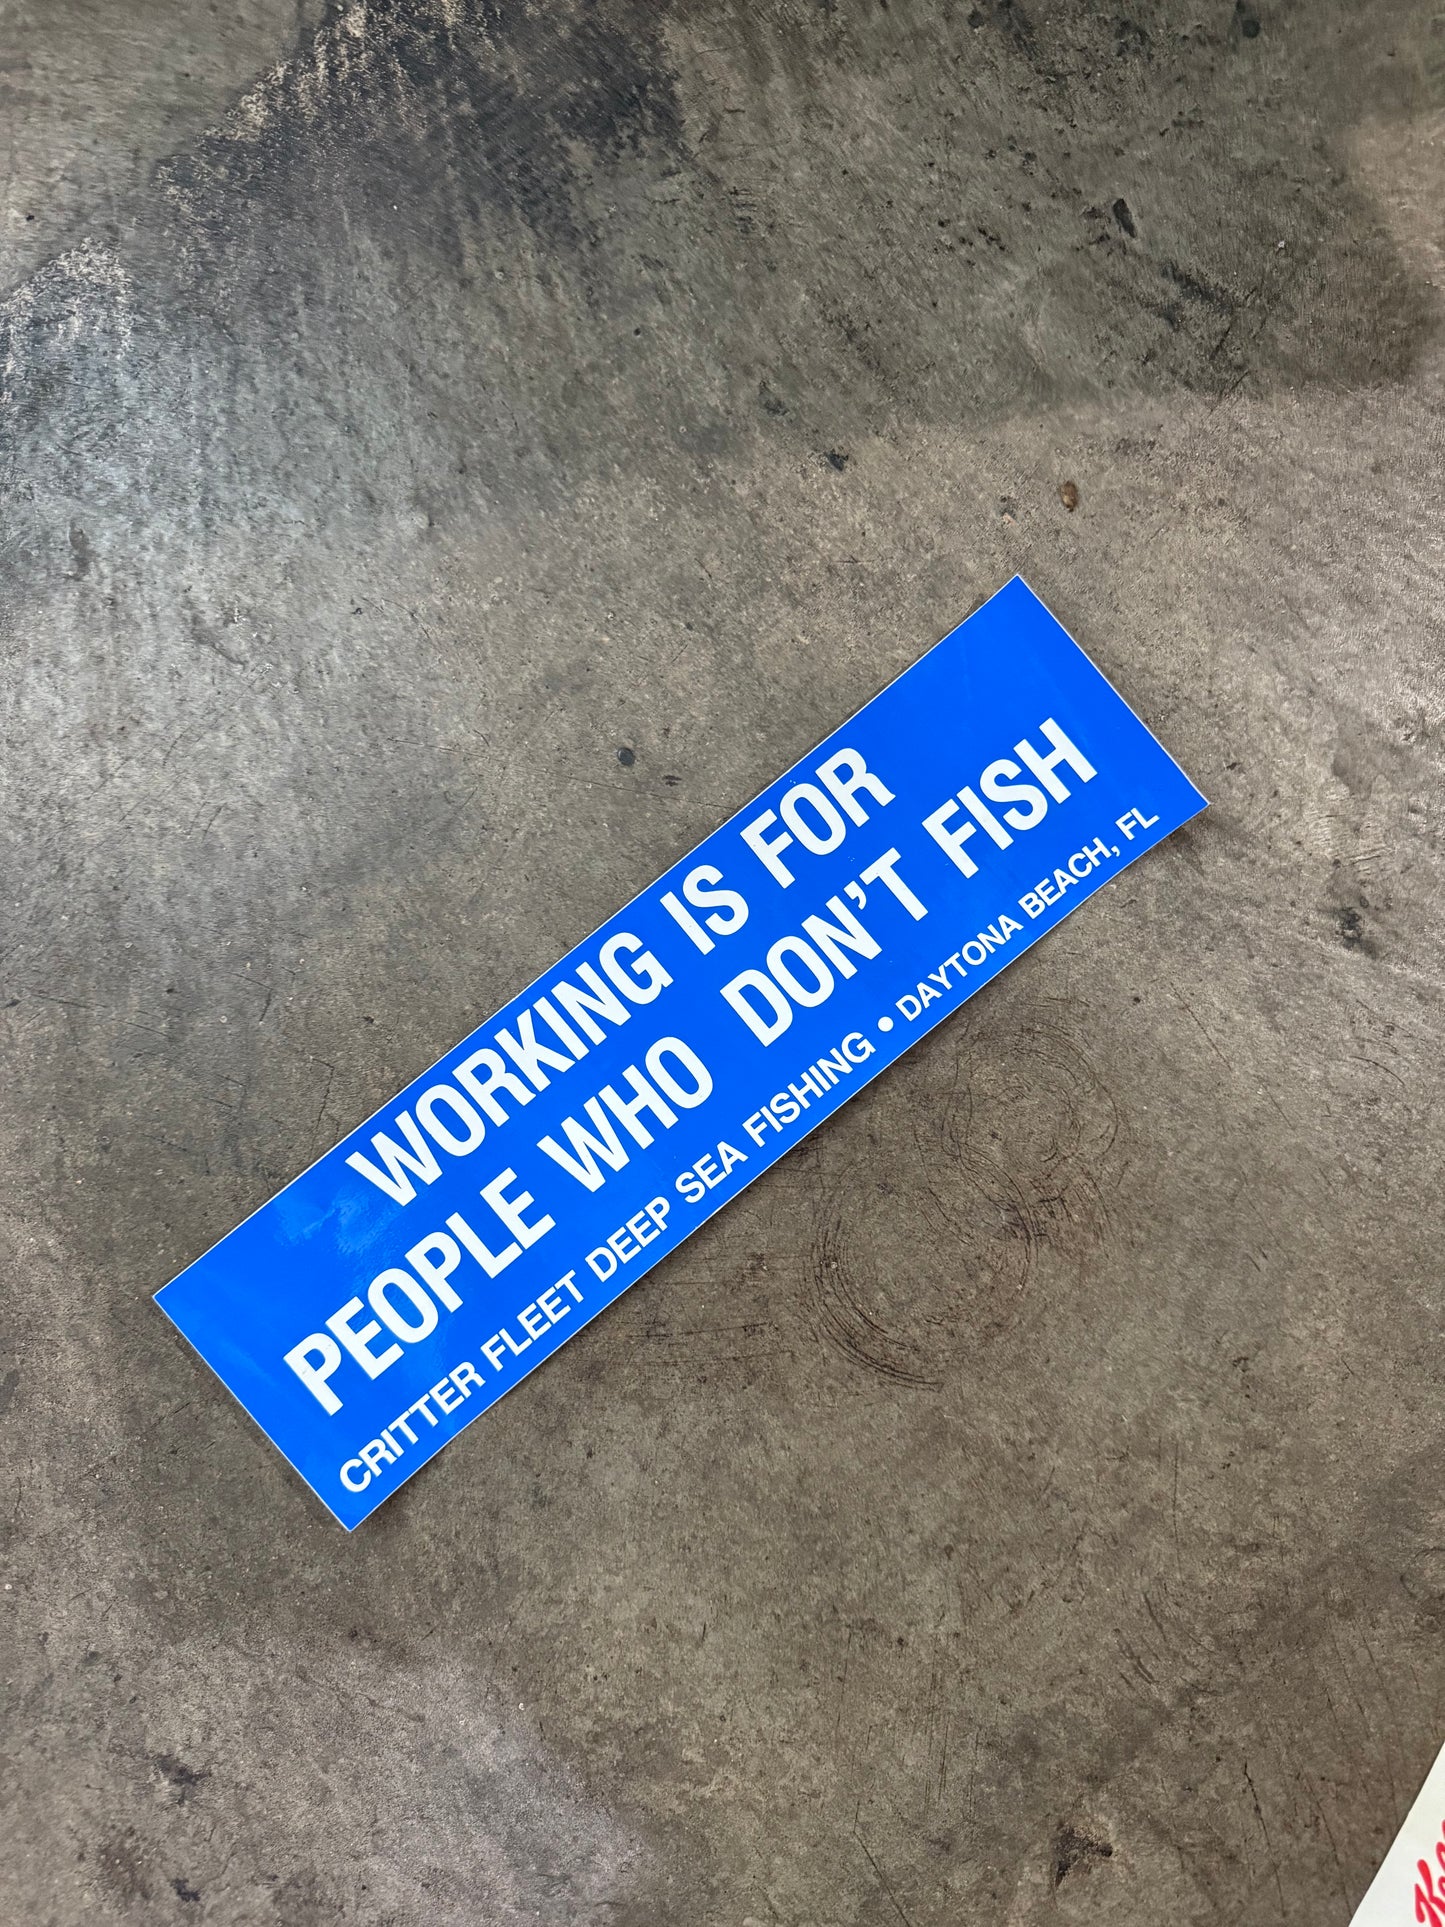 WORKING IS FOR
PEOPLE WHO DON'T FISH
CRITTER FLEET DEEP SEA FISHING • DAYTONA BEACH, FL